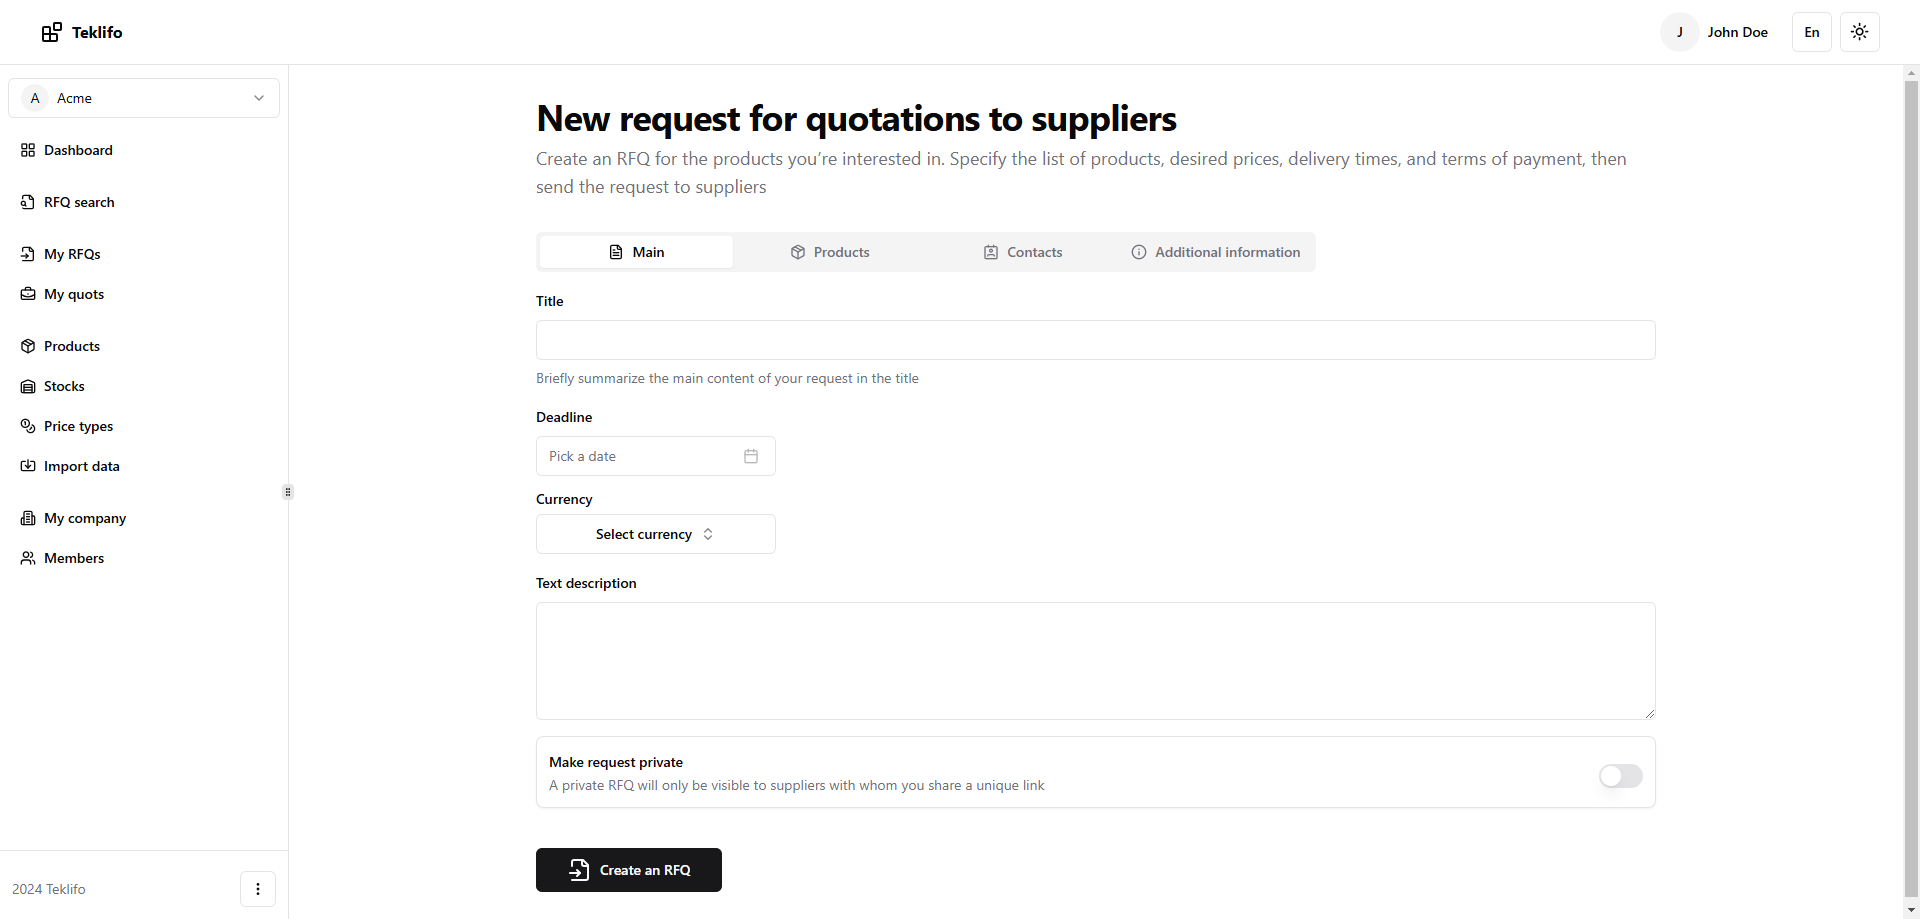 Teklifo
J John Doe En
A Acme
Dashboard
RFQ search
My RFQs
My quots
Products
Stocks
Price types
Import data
My company
Members
2024 Teklifo
New request for quotations to suppliers
Create an RFQ for the products you’re interested in. Specify the list of products, desired prices, delivery times, and terms of payment, then
send the request to suppliers
Main Products Contacts Additional information
Title
Briefly summarize the main content of your request in the title
Deadline
Pick a date
Currency
Select currency
Text description
Make request private
A private RFQ will only be visible to suppliers with whom you share a unique link
Create an RFQ